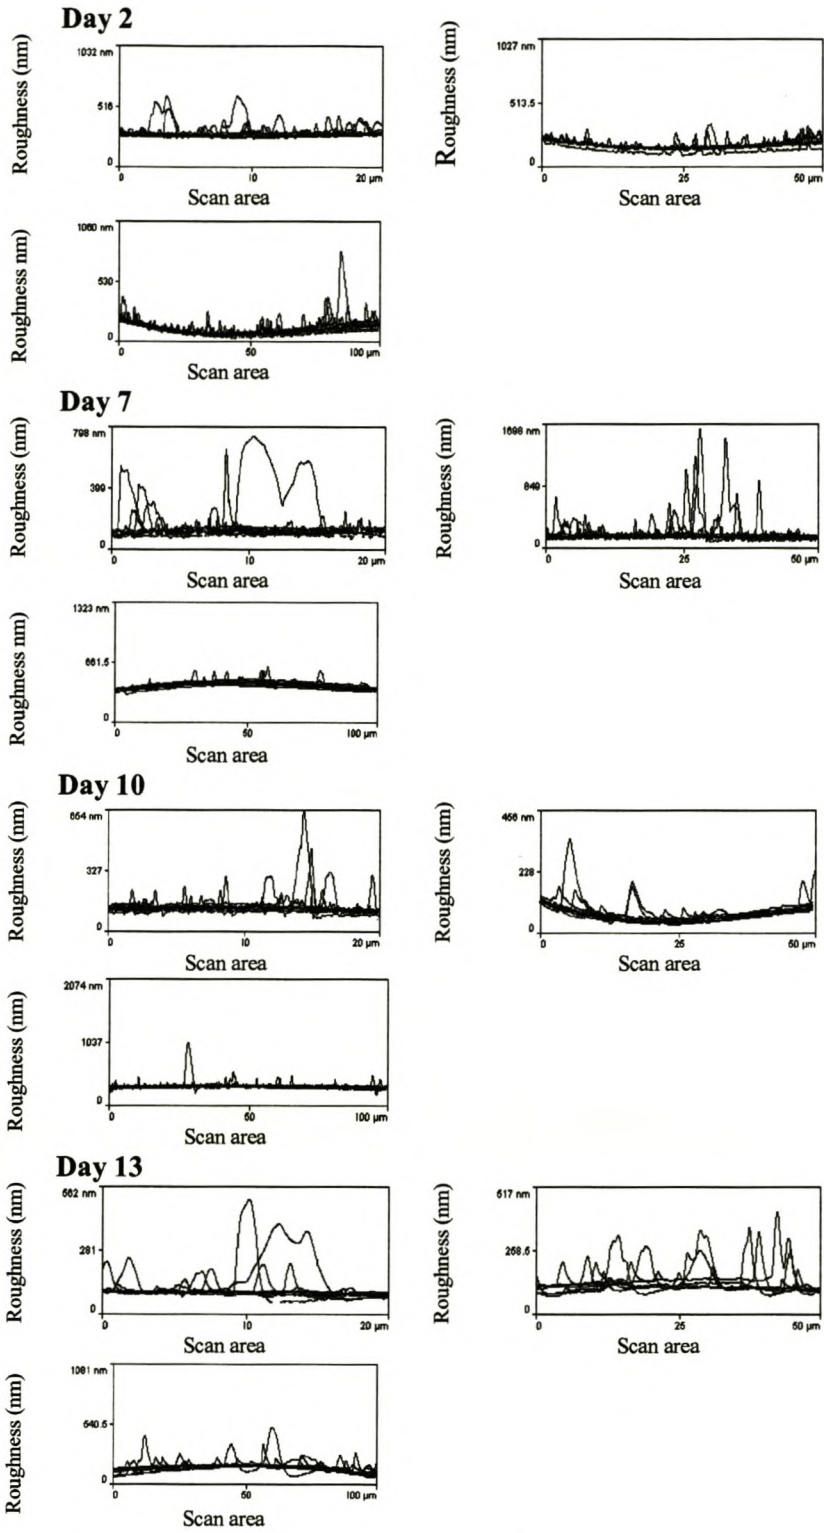 Day 2
Roughness (nm)
1032 nm
516
0
0 10 20 µm
Scan area
Roughness (nm)
1027 nm
513.5
0
0 25 50 µm
Scan area
Roughness nm)
1060 nm
530
0
0 50 100 µm
Scan area
Day 7
Roughness (nm)
798 nm
399
0
0 10 20 µm
Scan area
Roughness (nm)
1698 nm
849
0
0 25 50 µm
Scan area
Roughness nm)
1323 nm
661.5
0
0 50 100 µm
Scan area
Day 10
Roughness (nm)
654 nm
327
0
0 10 20 µm
Scan area
Roughness (nm)
456 nm
228
0
0 25 50 µm
Scan area
Roughness (nm)
2074 nm
1037
0
0 50 100 µm
Scan area
Day 13
Roughness (nm)
562 nm
281
0
0 10 20 µm
Scan area
Roughness (nm)
517 nm
258.5
0
0 25 50 µm
Scan area
Roughness (nm)
1081 nm
540.5
0
0 50 100 µm
Scan area